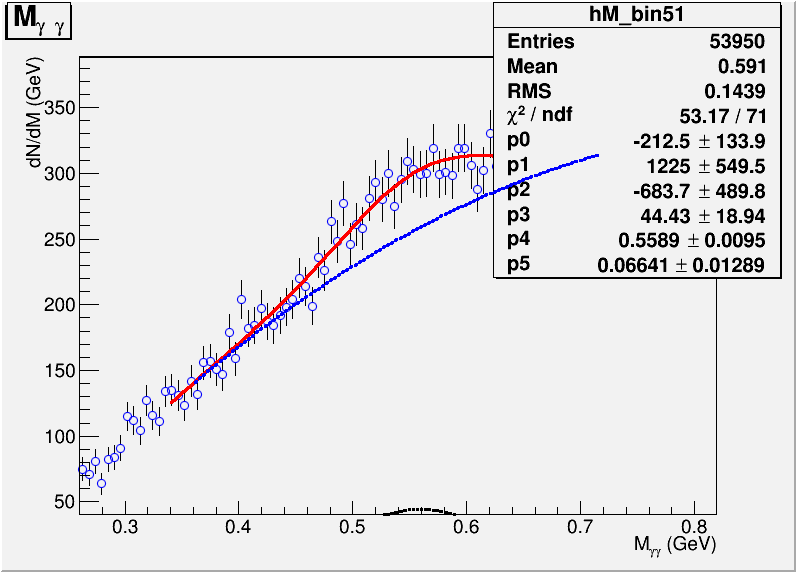 M γ γ
hM_bin51
Entries 53950
Mean 0.591
RMS 0.1439
χ² / ndf 53.17 / 71
p0 -212.5 ± 133.9
p1 1225 ± 549.5
p2 -683.7 ± 489.8
p3 44.43 ± 18.94
p4 0.5589 ± 0.0095
p5 0.06641 ± 0.01289
dN/dM (GeV)
350
300
250
200
150
100
50
0.3 0.4 0.5 0.6 0.7 0.8
Mγγ (GeV)